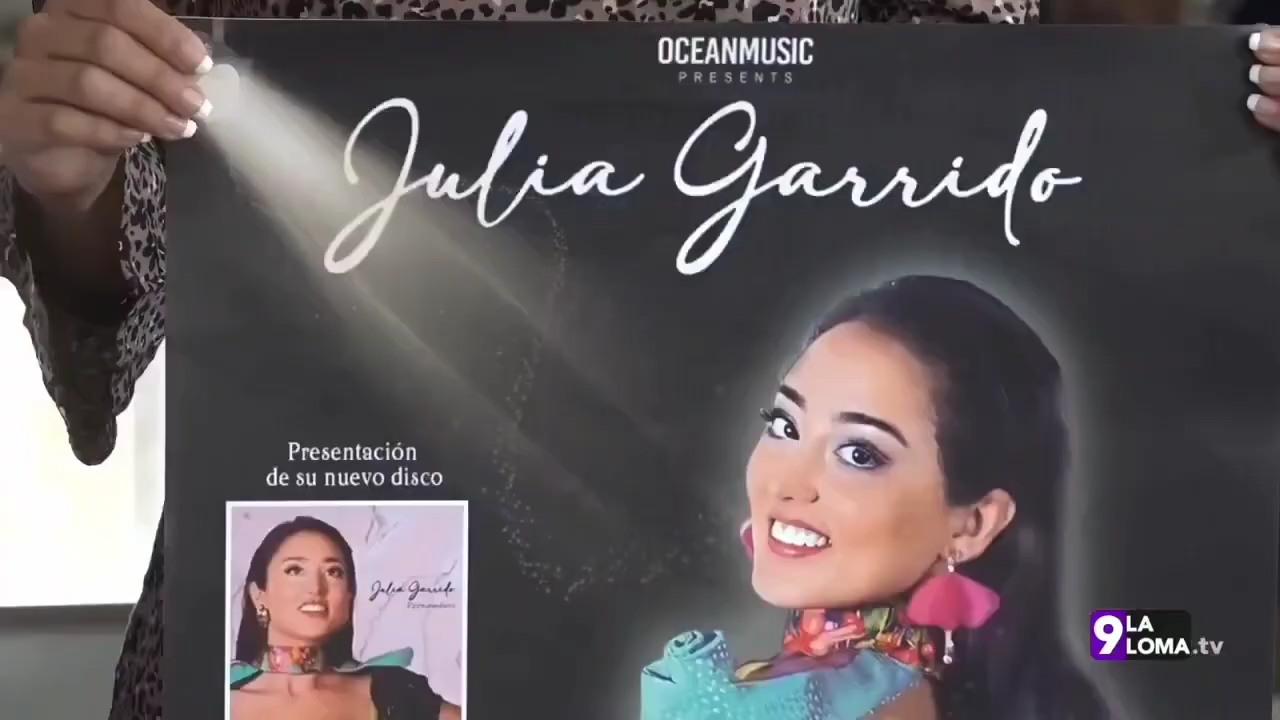 OCEANMUSIC
PRESENTS
Julia Garrido
Presentación
de su nuevo disco
Julia Garrido
9 LA
LOMA.tv